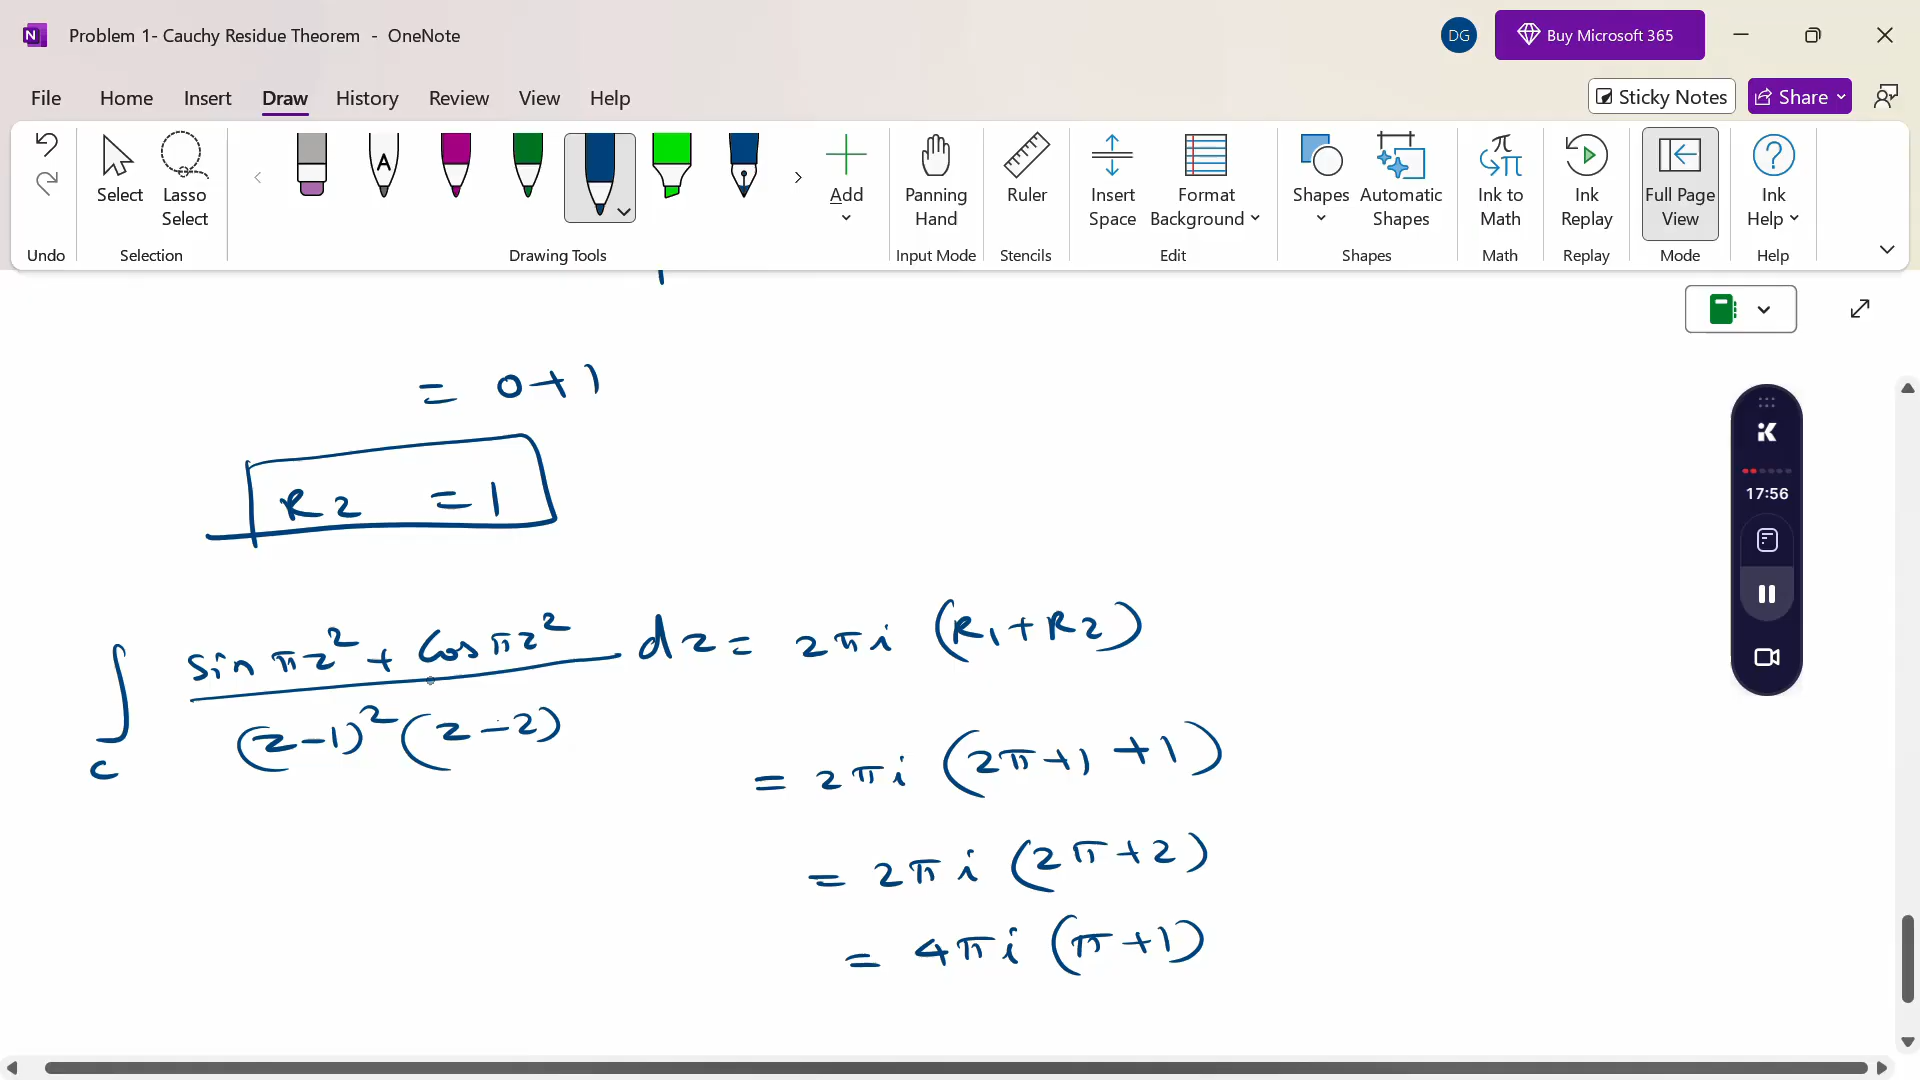 Problem 1- Cauchy Residue Theorem - OneNote
DG
Buy Microsoft 365
File Home Insert Draw History Review View Help
Sticky Notes
Share
Select
Lasso Select
A
Add
Panning Hand
Ruler
Insert Space
Format Background
Shapes
Automatic Shapes
Ink to Math
Ink Replay
Full Page View
Ink Help
Undo
Selection
Drawing Tools
Input Mode
Stencils
Edit
Shapes
Math
Replay
Mode
Help
17:56
= 0+1
R2 = 1
∫_C (sin πz² + Cos πz²) / ((z-1)² (z-2)) dz = 2πi (R1+R2)
= 2πi (2π+1 +1)
= 2πi (2π+2)
= 4πi (π+1)